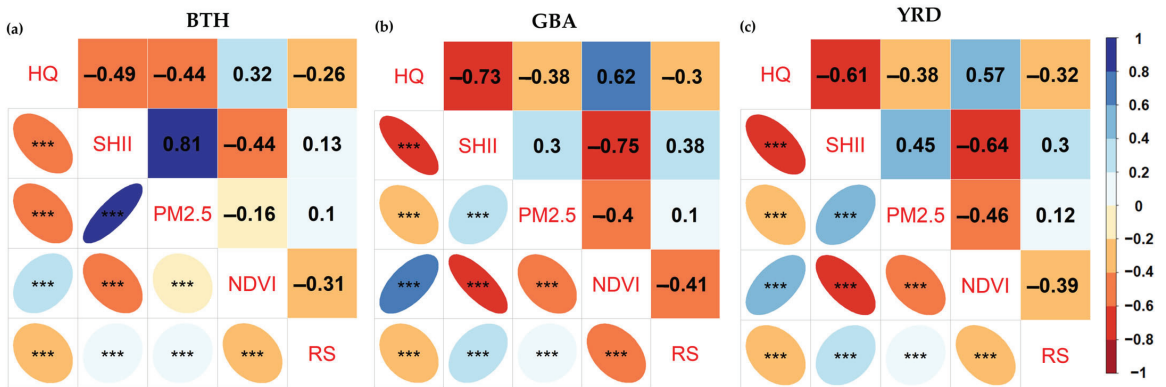 BTH
GBA
YRD
(a)
HQ –0.49 –0.44 0.32 –0.26
*** SHII 0.81 –0.44 0.13
*** *** PM2.5 –0.16 0.1
*** *** *** NDVI –0.31
*** *** *** *** RS
(b)
HQ –0.73 –0.38 0.62 –0.3
*** SHII 0.3 –0.75 0.38
*** *** PM2.5 –0.4 0.1
*** *** *** NDVI –0.41
*** *** *** *** RS
(c)
HQ –0.61 –0.38 0.57 –0.32
*** SHII 0.45 –0.64 0.3
*** *** PM2.5 –0.46 0.12
*** *** *** NDVI –0.39
*** *** *** *** RS
1
0.8
0.6
0.4
0.2
0
–0.2
–0.4
–0.6
–0.8
–1